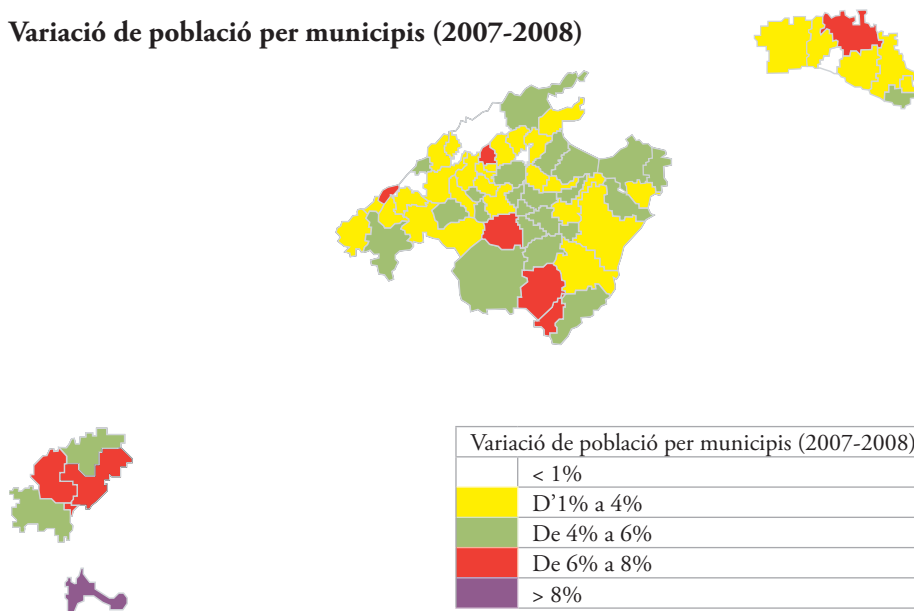 Variació de població per municipis (2007-2008)
Variació de població per municipis (2007-2008)
< 1%
D’1% a 4%
De 4% a 6%
De 6% a 8%
> 8%